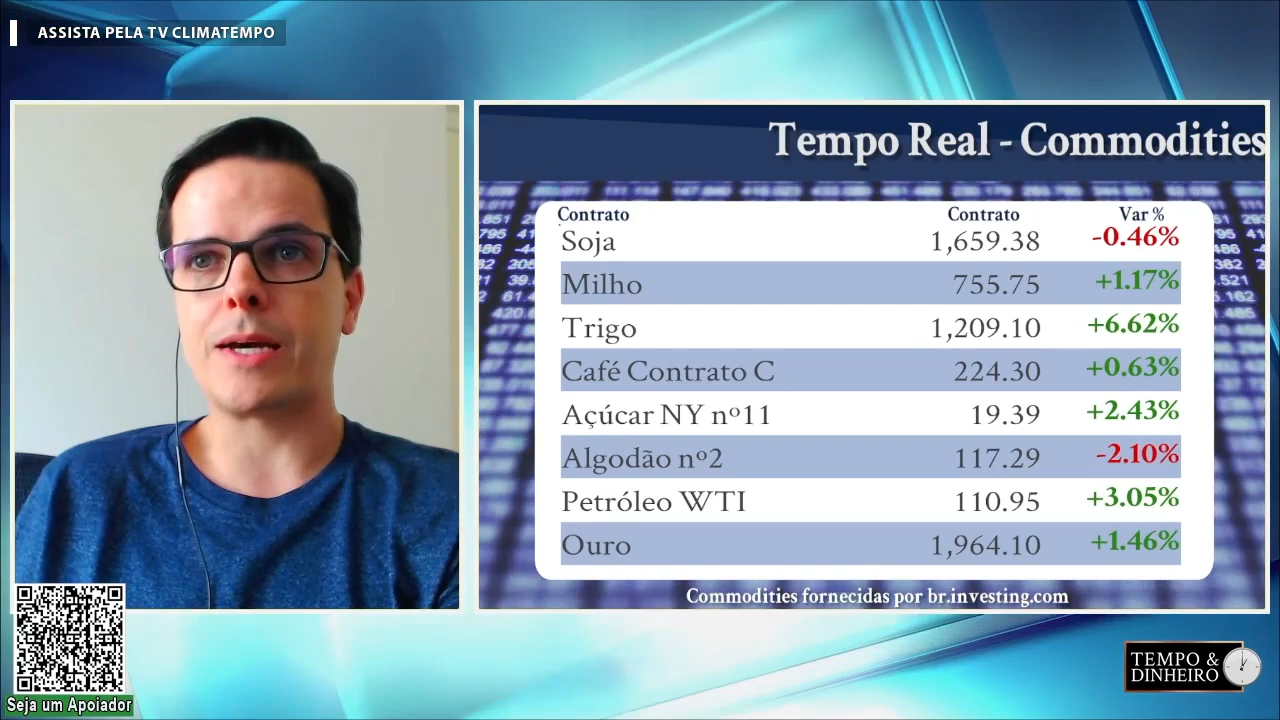 ASSISTA PELA TV CLIMATEMPO
Tempo Real - Commodities
Contrato Contrato Var %
Soja 1,659.38 -0.46%
Milho 755.75 +1.17%
Trigo 1,209.10 +6.62%
Café Contrato C 224.30 +0.63%
Açúcar NY nº11 19.39 +2.43%
Algodão nº2 117.29 -2.10%
Petróleo WTI 110.95 +3.05%
Ouro 1,964.10 +1.46%
Commodities fornecidas por br.investing.com
TEMPO &
DINHEIRO
Seja um Apoiador